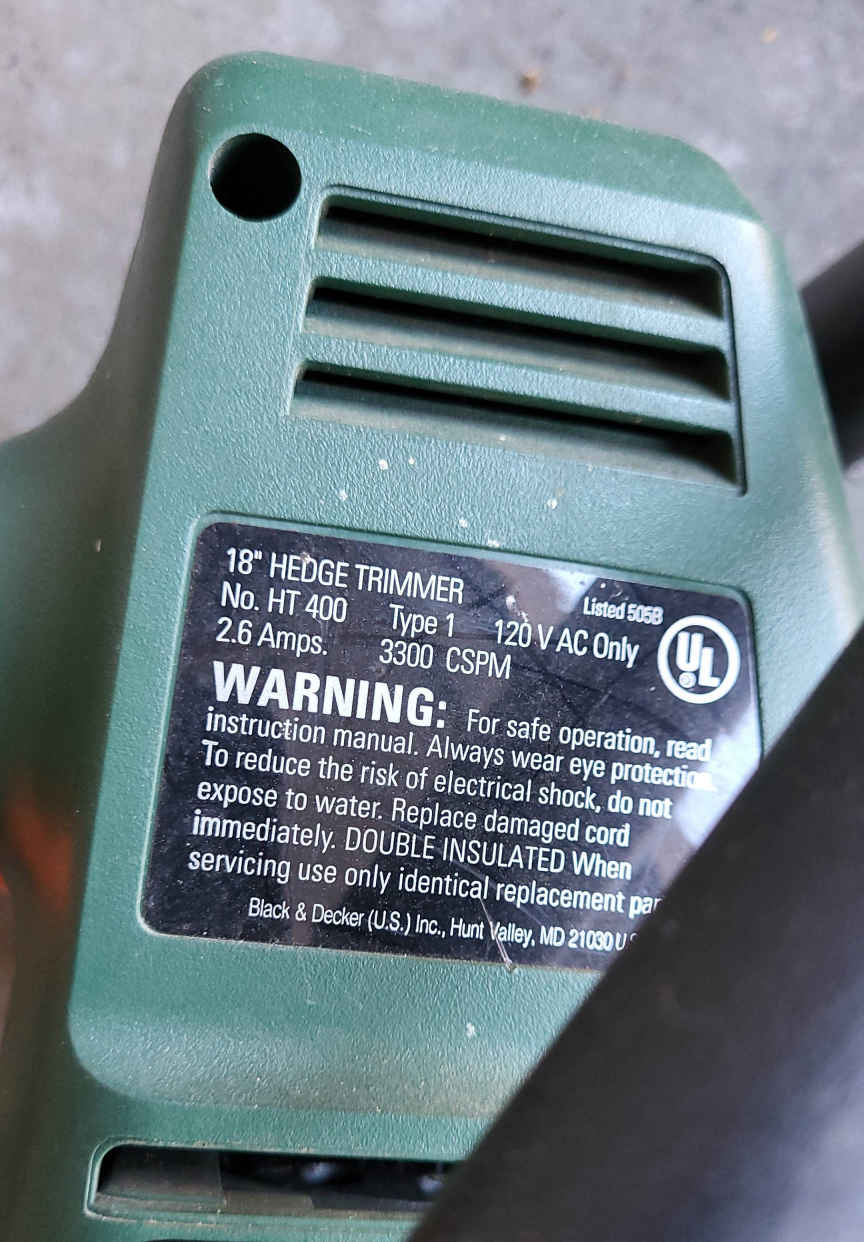 18" HEDGE TRIMMER
Listed 505B
No. HT 400 Type 1 120 V AC Only
2.6 Amps. 3300 CSPM
UL
WARNING: For safe operation, read
instruction manual. Always wear eye protection.
To reduce the risk of electrical shock, do not
expose to water. Replace damaged cord
immediately. DOUBLE INSULATED When
servicing use only identical replacement
Black & Decker (U.S.) Inc., Hunt Valley, MD 21030